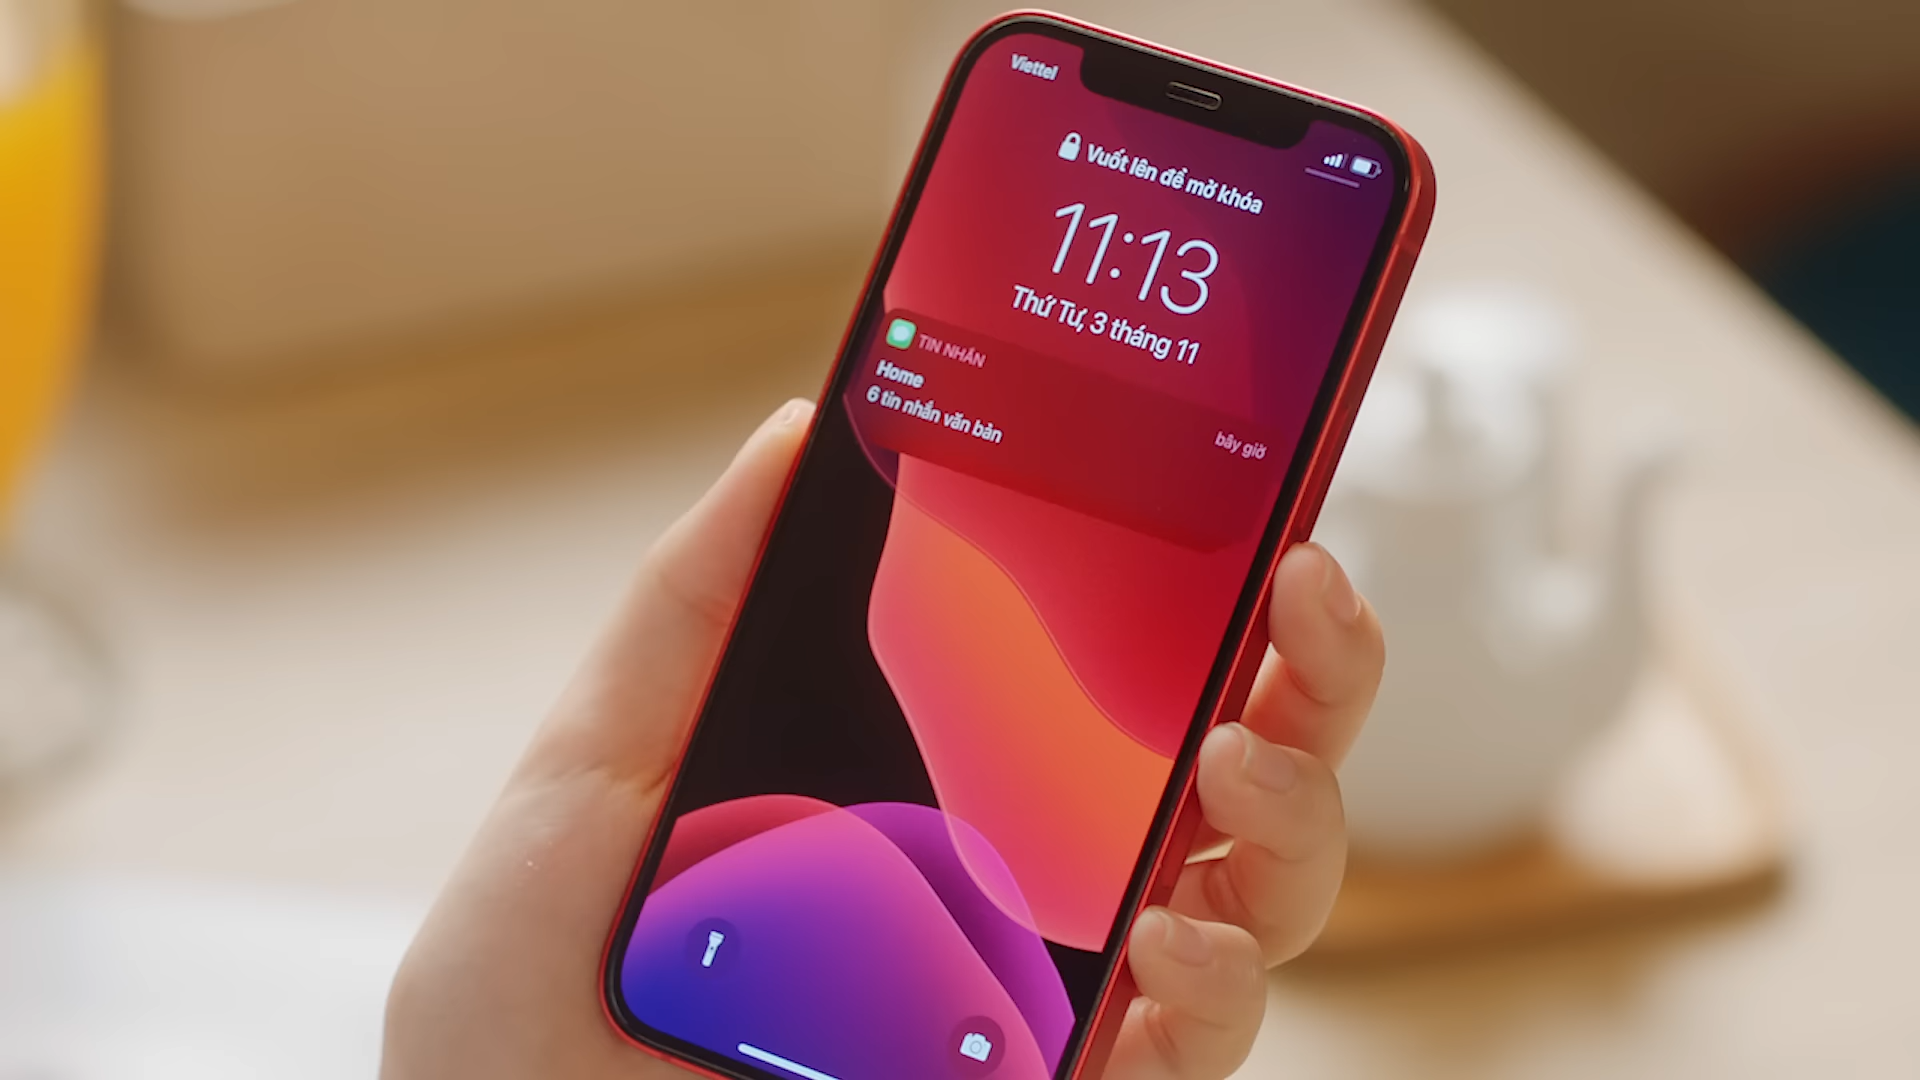 Viettel
Vuốt lên để mở khóa
11:13
Thứ Tư, 3 tháng 11
TIN NHẮN
Home
6 tin nhắn văn bản
bây giờ